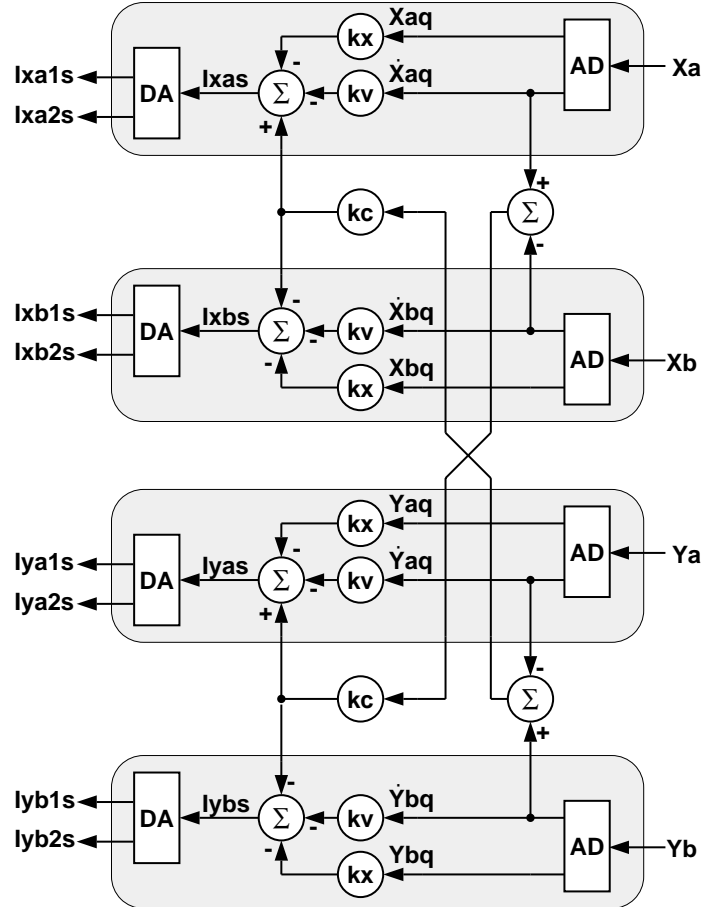 Xaq
kx
Ixa1s
-
AD
Xa
Ixas
Ẋaq
DA
Σ
-
kv
Ixa2s
+
+
kc
Σ
-
-
Ixb1s
Ixbs
Ẋbq
DA
Σ
-
kv
Ixb2s
-
Xbq
AD
Xb
kx
Yaq
kx
-
Iya1s
AD
Ya
Iyas
Ẏaq
DA
Σ
-
kv
Iya2s
+
-
kc
Σ
+
-
Iyb1s
Iybs
Ẏbq
DA
Σ
-
kv
Iyb2s
-
Ybq
AD
Yb
kx